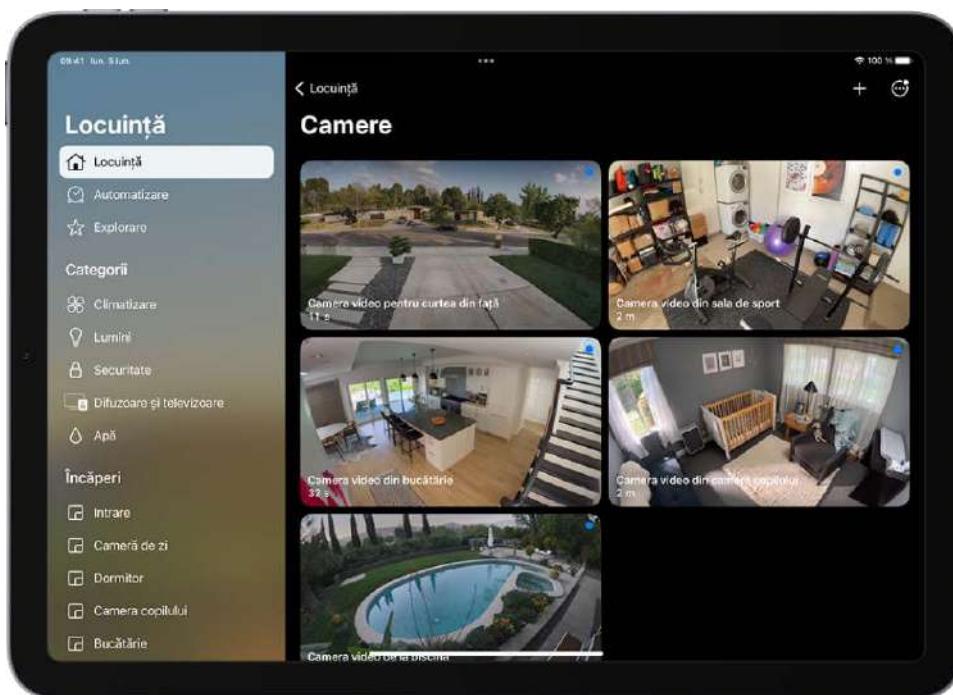 09:41 lun. 5 iun.
100 %
Locuință
Locuință
Automatizare
Explorare
Categorii
Climatizare
Lumini
Securitate
Difuzoare și televizoare
Apă
Încăperi
Intrare
Cameră de zi
Dormitor
Camera copilului
Bucătărie
Locuință
Camere
Camera video pentru curtea din față
11 s
Camera video din sala de sport
2 m
Camera video din bucătărie
32 s
Camera video din camera copilului
2 m
Camera video de la piscină